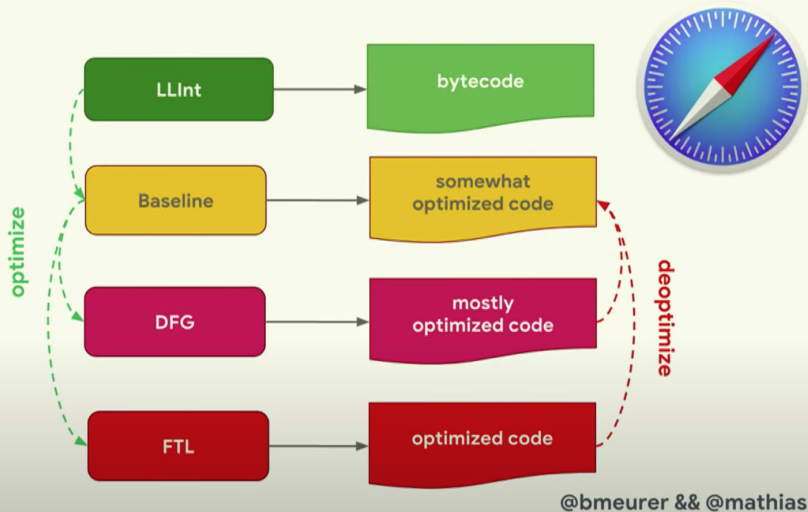 LLInt
bytecode
Baseline
somewhat
optimized code
optimize
deoptimize
DFG
mostly
optimized code
FTL
optimized code
@bmeurer && @mathias